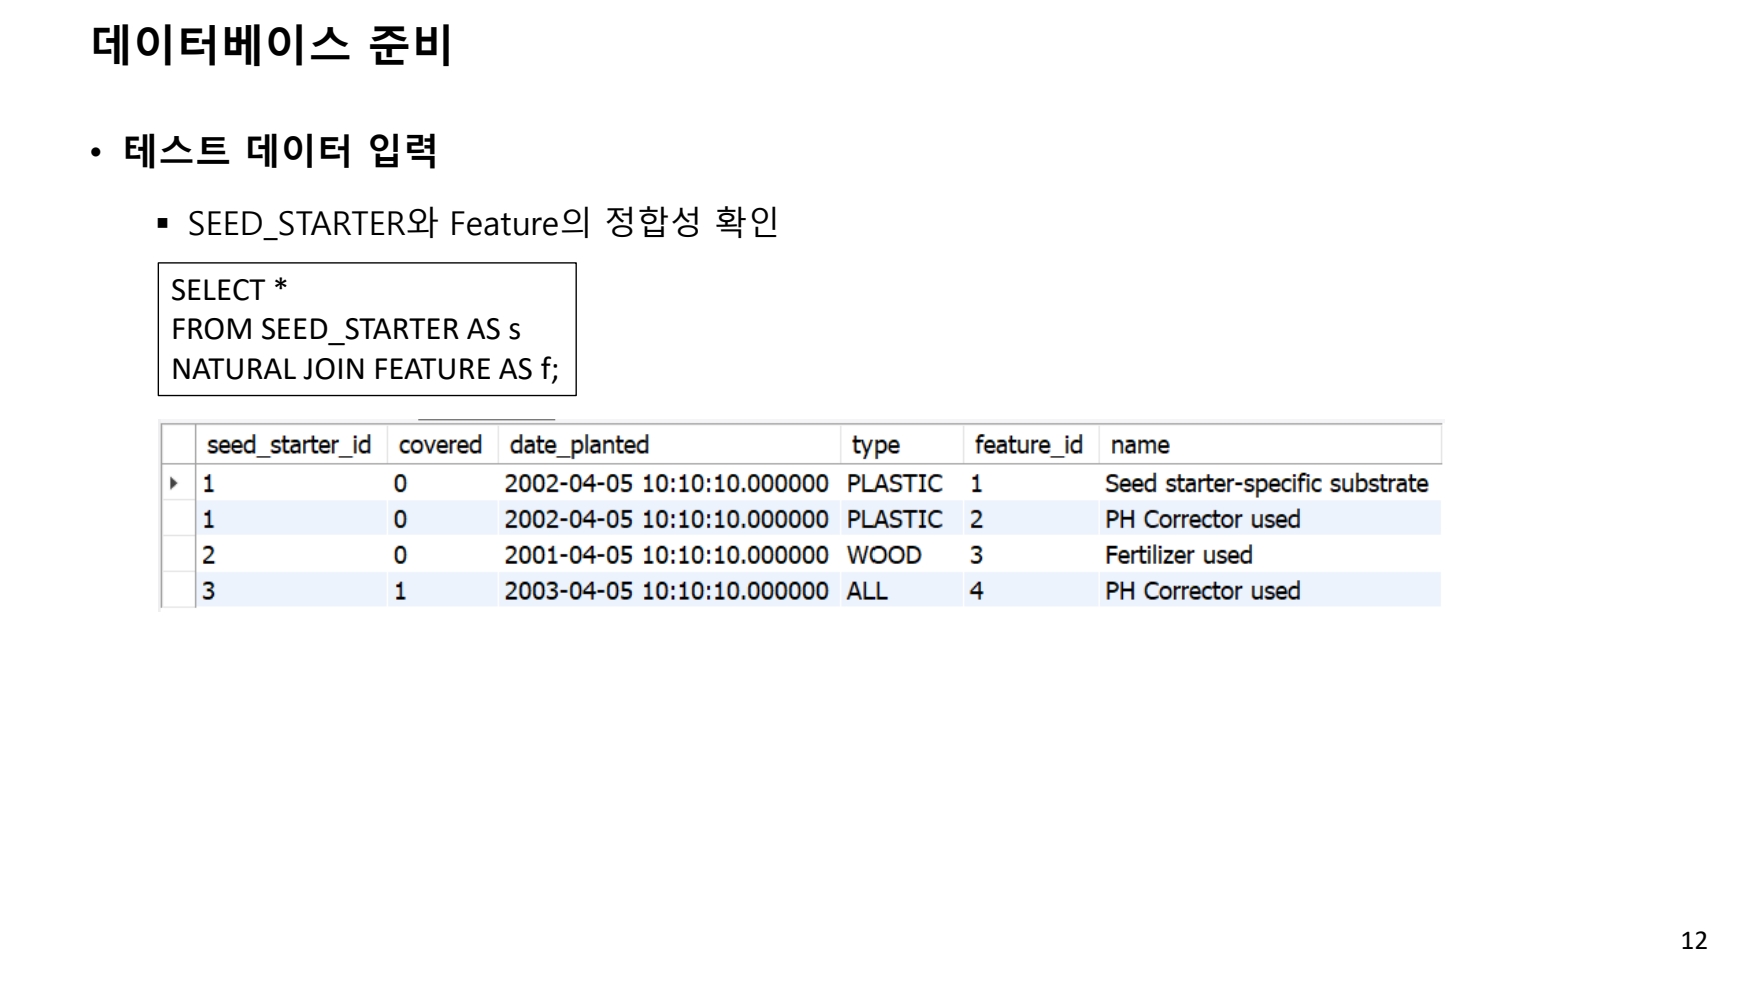 데이터베이스 준비
• 테스트 데이터 입력
▪ SEED_STARTER와 Feature의 정합성 확인
SELECT *
FROM SEED_STARTER AS s
NATURAL JOIN FEATURE AS f;
seed_starter_id covered date_planted type feature_id name
1 0 2002-04-05 10:10:10.000000 PLASTIC 1 Seed starter-specific substrate
1 0 2002-04-05 10:10:10.000000 PLASTIC 2 PH Corrector used
2 0 2001-04-05 10:10:10.000000 WOOD 3 Fertilizer used
3 1 2003-04-05 10:10:10.000000 ALL 4 PH Corrector used
12